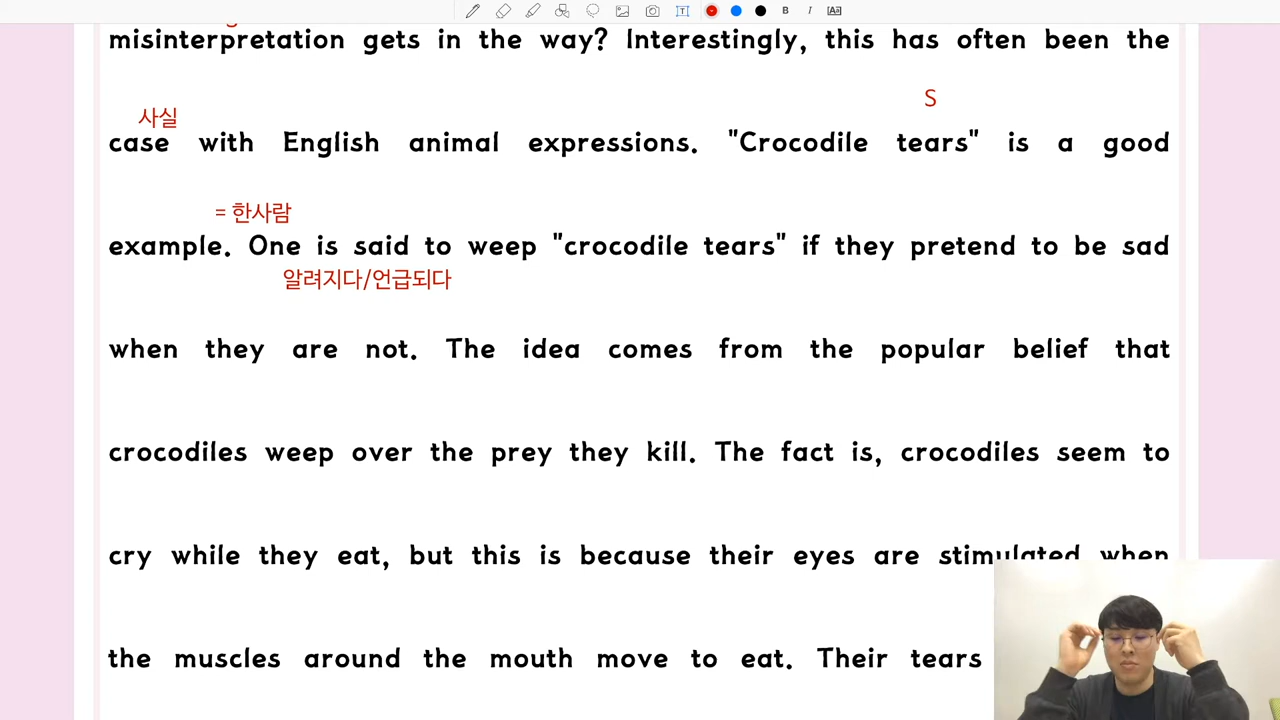 misinterpretation gets in the way? Interestingly, this has often been the
S
사실
case with English animal expressions. "Crocodile tears" is a good
= 한사람
example. One is said to weep "crocodile tears" if they pretend to be sad
알려지다/언급되다
when they are not. The idea comes from the popular belief that
crocodiles weep over the prey they kill. The fact is, crocodiles seem to
cry while they eat, but this is because their eyes are stimulated when
the muscles around the mouth move to eat. Their tears